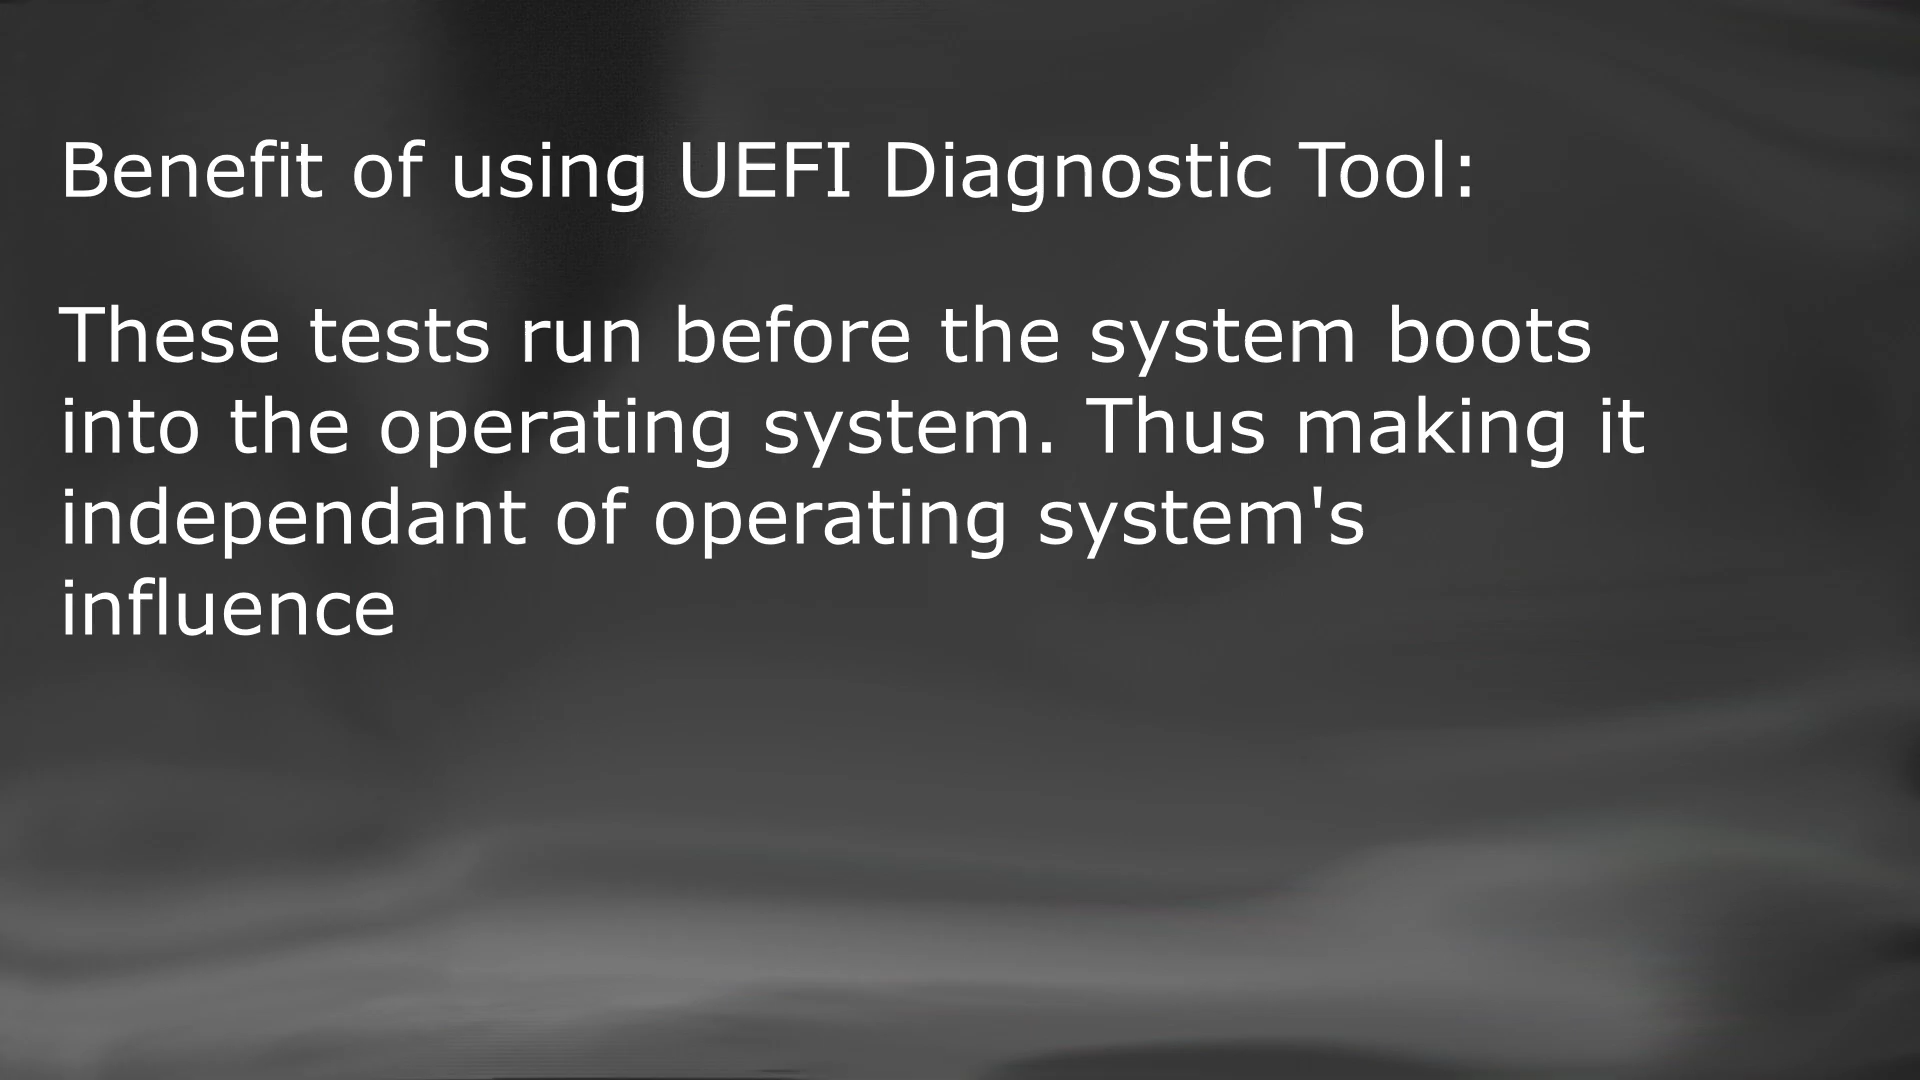 Benefit of using UEFI Diagnostic Tool:
These tests run before the system boots
into the operating system. Thus making it
independant of operating system's
influence